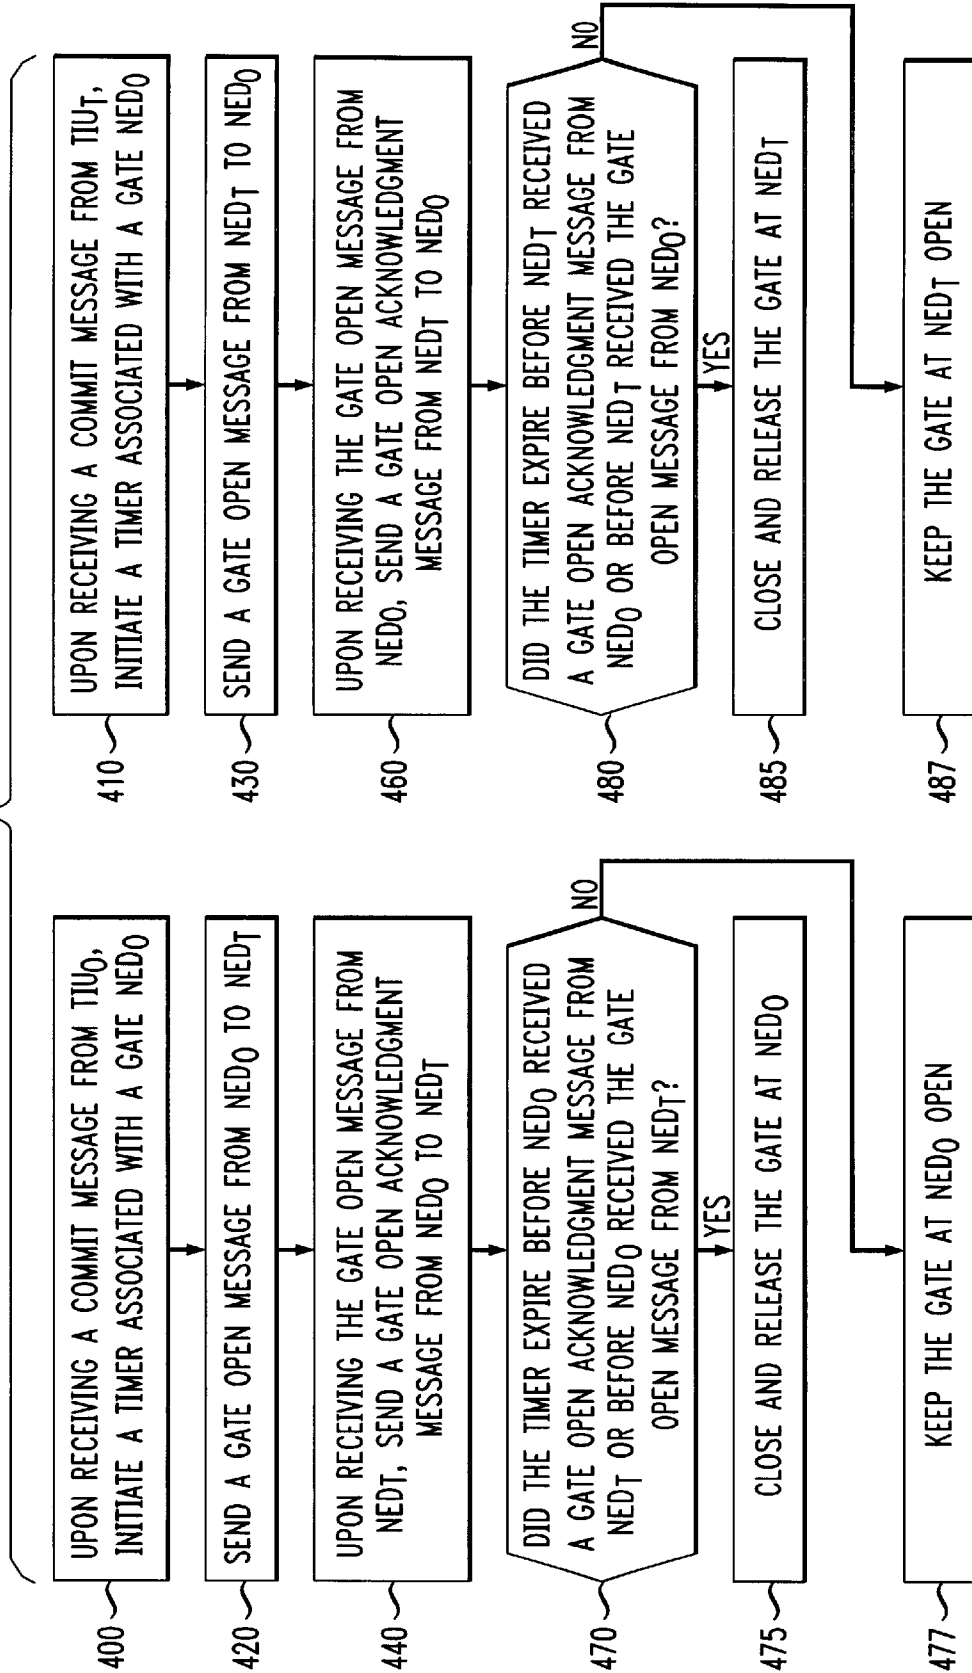 400
UPON RECEIVING A COMMIT MESSAGE FROM TIUO,
INITIATE A TIMER ASSOCIATED WITH A GATE NEDO
420
SEND A GATE OPEN MESSAGE FROM NEDO TO NEDT
440
UPON RECEIVING THE GATE OPEN MESSAGE FROM
NEDT, SEND A GATE OPEN ACKNOWLEDGMENT
MESSAGE FROM NEDO TO NEDT
470
DID THE TIMER EXPIRE BEFORE NEDO RECEIVED
A GATE OPEN ACKNOWLEDGMENT MESSAGE FROM
NEDT OR BEFORE NEDO RECEIVED THE GATE
OPEN MESSAGE FROM NEDT?
NO
YES
475
CLOSE AND RELEASE THE GATE AT NEDO
477
KEEP THE GATE AT NEDO OPEN
410
UPON RECEIVING A COMMIT MESSAGE FROM TIUT,
INITIATE A TIMER ASSOCIATED WITH A GATE NEDO
430
SEND A GATE OPEN MESSAGE FROM NEDT TO NEDO
460
UPON RECEIVING THE GATE OPEN MESSAGE FROM
NEDO, SEND A GATE OPEN ACKNOWLEDGMENT
MESSAGE FROM NEDT TO NEDO
480
DID THE TIMER EXPIRE BEFORE NEDT RECEIVED
A GATE OPEN ACKNOWLEDGMENT MESSAGE FROM
NEDO OR BEFORE NEDT RECEIVED THE GATE
OPEN MESSAGE FROM NEDO?
NO
YES
485
CLOSE AND RELEASE THE GATE AT NEDT
487
KEEP THE GATE AT NEDT OPEN